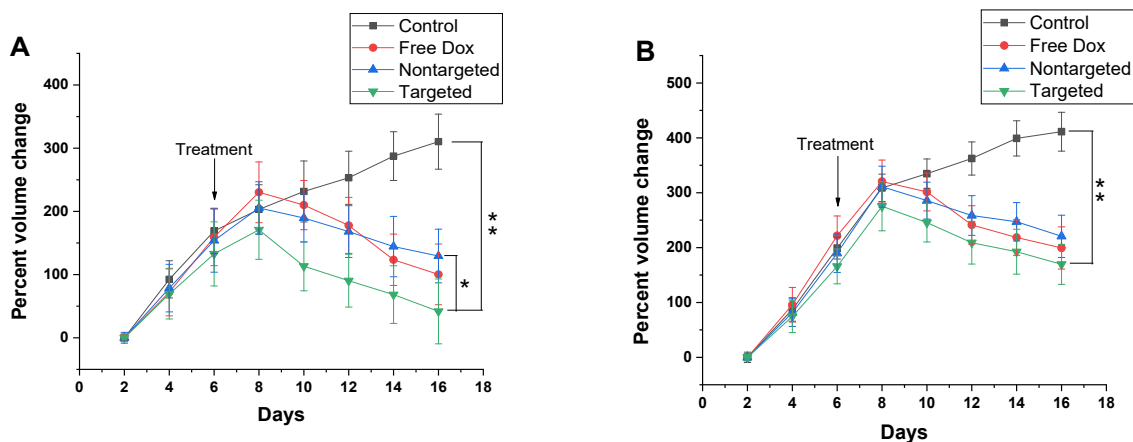 A
Control
Free Dox
Nontargeted
Targeted
Percent volume change
400
300
200
100
0
Treatment
**
*
0 2 4 6 8 10 12 14 16 18
Days
B
Control
Free Dox
Nontargeted
Targeted
Percent volume change
500
400
300
200
100
0
Treatment
**
0 2 4 6 8 10 12 14 16 18
Days